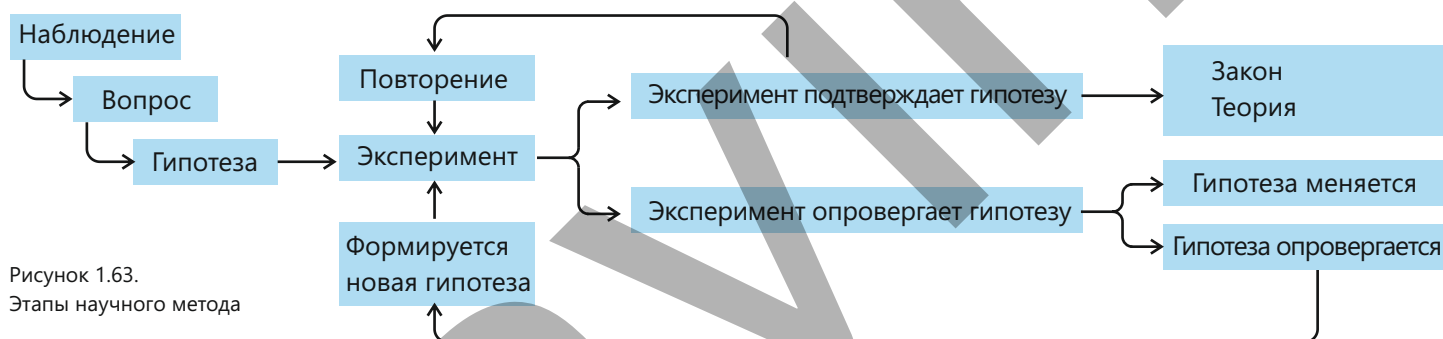 Наблюдение
Вопрос
Гипотеза
Повторение
Эксперимент
Формируется
новая гипотеза
Эксперимент подтверждает гипотезу
Эксперимент опровергает гипотезу
Закон
Теория
Гипотеза меняется
Гипотеза опровергается
Рисунок 1.63.
Этапы научного метода